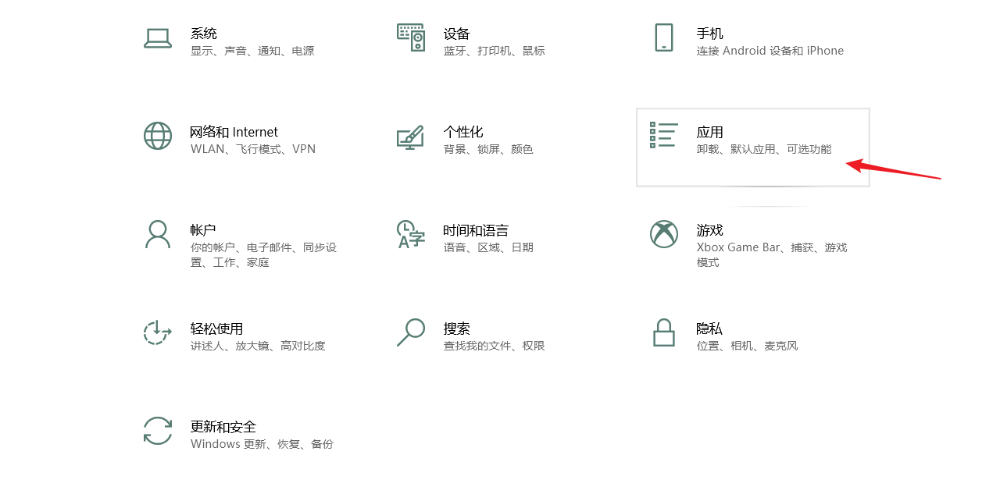 系统
显示、声音、通知、电源
设备
蓝牙、打印机、鼠标
手机
连接 Android 设备和 iPhone
网络和 Internet
WLAN、飞行模式、VPN
个性化
背景、锁屏、颜色
应用
卸载、默认应用、可选功能
帐户
你的帐户、电子邮件、同步设
置、工作、家庭
时间和语言
语音、区域、日期
游戏
Xbox Game Bar、捕获、游戏
模式
轻松使用
讲述人、放大镜、高对比度
搜索
查找我的文件、权限
隐私
位置、相机、麦克风
更新和安全
Windows 更新、恢复、备份